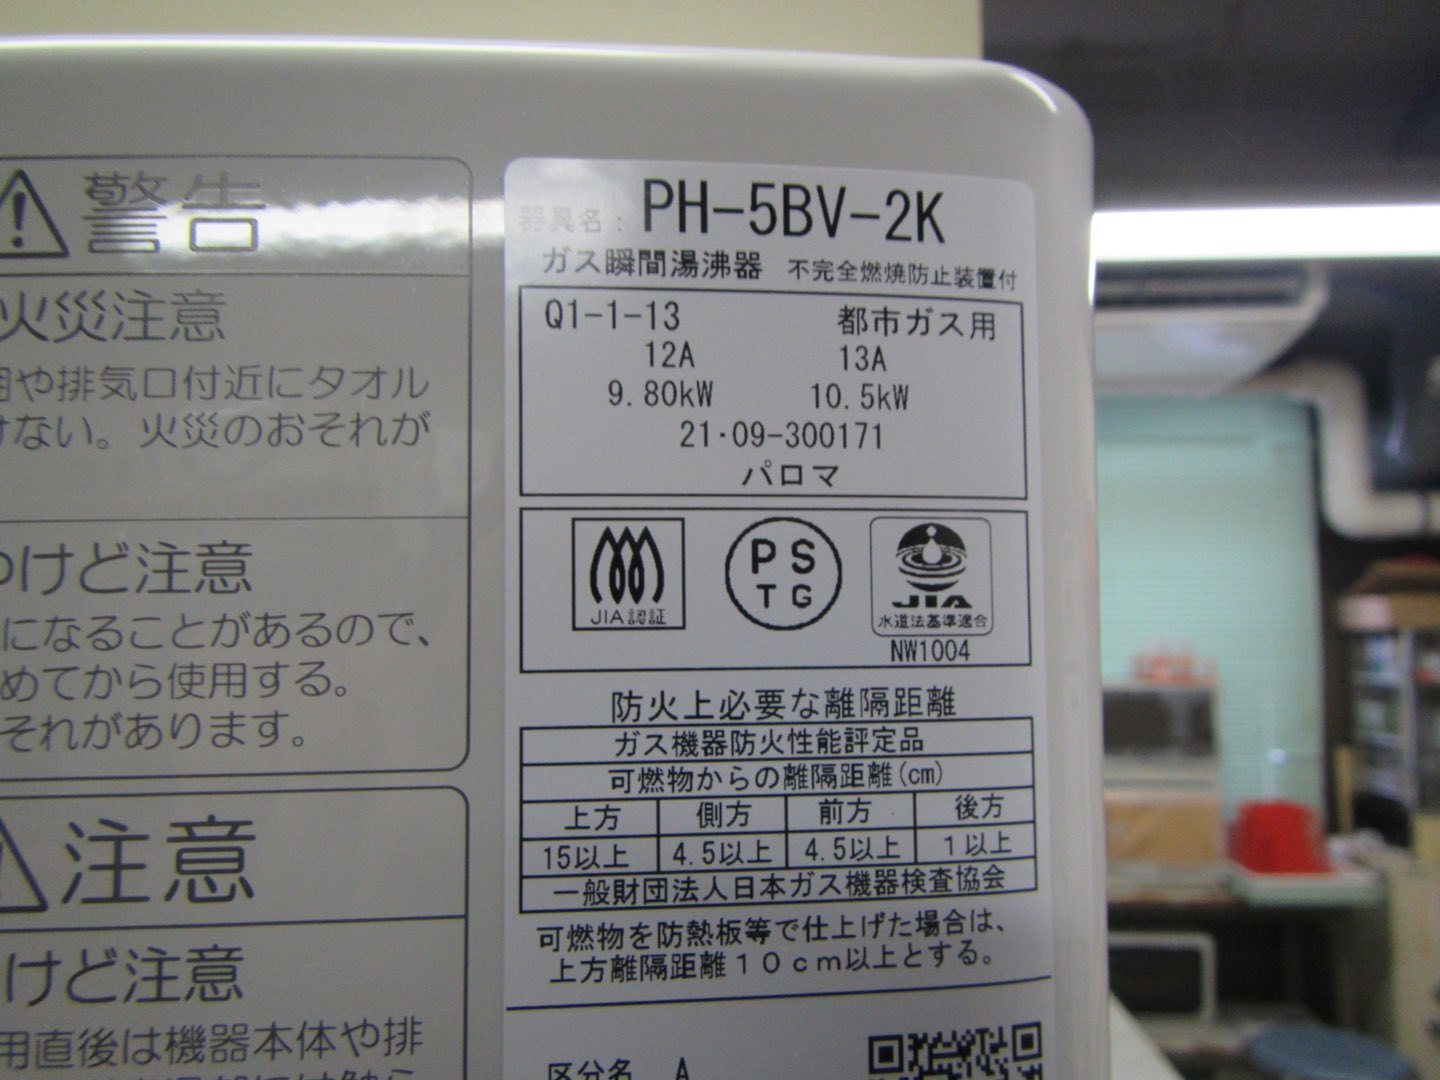 警告
火災注意
や排気口付近にタオル
けない。火災のおそれが
けど注意
になることがあるので、
めてから使用する。
それがあります。
注意
けど注意
用直後は機器本体や排
器具名：PH-5BV-2K
ガス瞬間湯沸器 不完全燃焼防止装置付
Q1-1-13 都市ガス用
12A 13A
9.80kW 10.5kW
21・09-300171
パロマ
JIA認証
PS
TG
JIA
水道法基準適合
NW1004
防火上必要な離隔距離
ガス機器防火性能評定品
可燃物からの離隔距離(cm)
上方 側方 前方 後方
15以上 4.5以上 4.5以上 1以上
一般財団法人日本ガス機器検査協会
可燃物を防熱板等で仕上げた場合は、
上方離隔距離10cm以上とする。
区分名 A